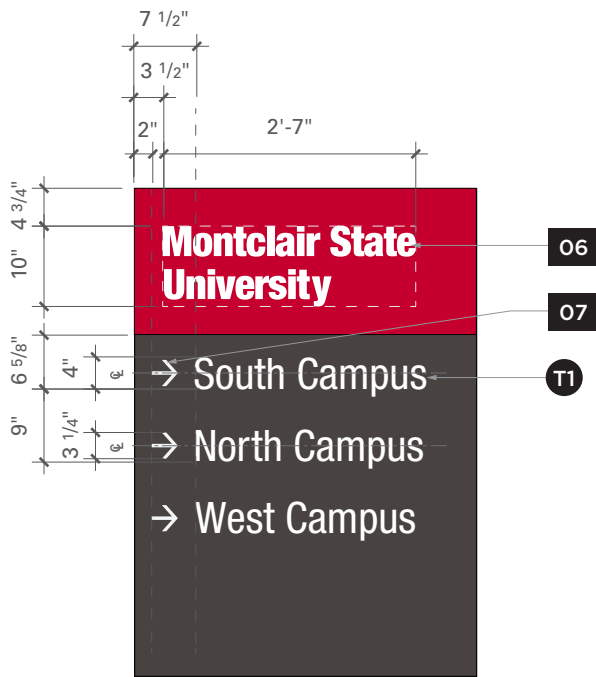 7 1/2"
3 1/2"
2"
2'-7"
4 3/4"
10"
Montclair State
University
06
07
6 5/8"
4"
℄
→ South Campus
T1
9"
3 1/4"
℄
→ North Campus
→ West Campus